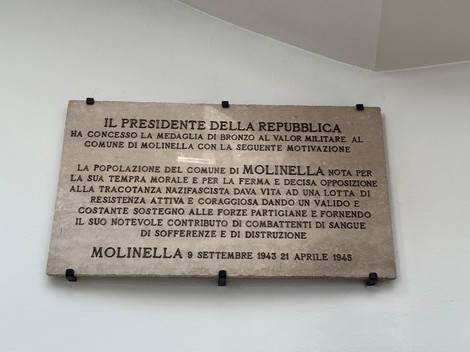 IL PRESIDENTE DELLA REPUBBLICA
HA CONCESSO LA MEDAGLIA DI BRONZO AL VALOR MILITARE AL
COMUNE DI MOLINELLA CON LA SEGUENTE MOTIVAZIONE
LA POPOLAZIONE DEL COMUNE DI MOLINELLA NOTA PER
LA SUA TEMPRA MORALE E PER LA FERMA E DECISA OPPOSIZIONE
ALLA TRACOTANZA NAZIFASCISTA DAVA VITA AD UNA LOTTA DI
RESISTENZA ATTIVA E CORAGGIOSA DANDO UN VALIDO E
COSTANTE SOSTEGNO ALLE FORZE PARTIGIANE E FORNENDO
IL SUO NOTEVOLE CONTRIBUTO DI COMBATTENTI DI SANGUE
DI SOFFERENZE E DI DISTRUZIONE
MOLINELLA 9 SETTEMBRE 1943 21 APRILE 1945